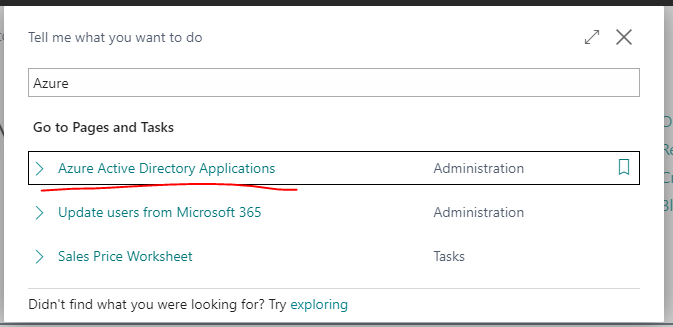 Tell me what you want to do
Azure
Go to Pages and Tasks
Azure Active Directory Applications Administration
Update users from Microsoft 365 Administration
Sales Price Worksheet Tasks
Didn't find what you were looking for? Try exploring